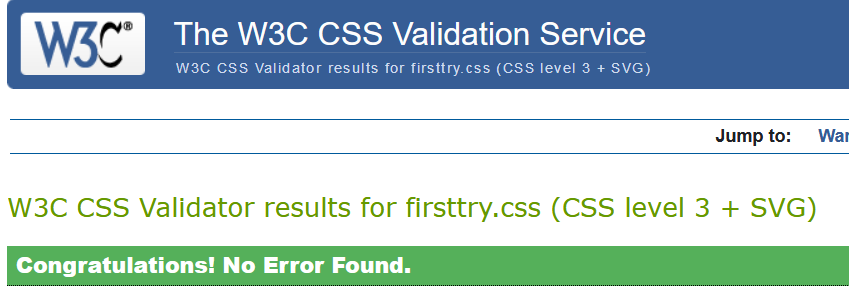 W3C®
The W3C CSS Validation Service
W3C CSS Validator results for firsttry.css (CSS level 3 + SVG)
Jump to:
W3C CSS Validator results for firsttry.css (CSS level 3 + SVG)
Congratulations! No Error Found.